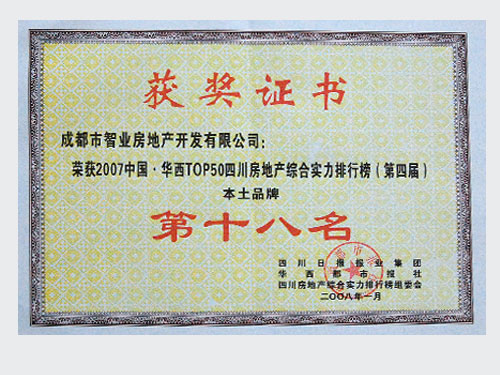 获奖证书
成都市智业房地产开发有限公司：
荣获2007中国·华西TOP50四川房地产综合实力排行榜（第四届）
本土品牌
第十八名
四川日报报业集团
华西都市报社
四川房地产综合实力排行榜组委会
二〇〇八年一月